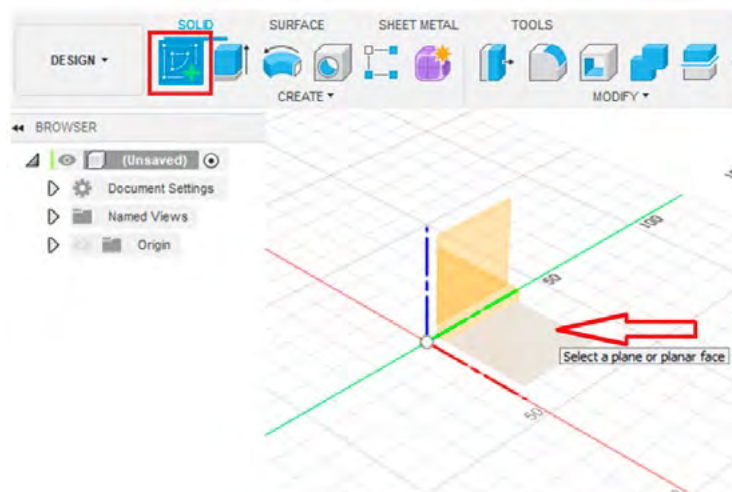 SOLID SURFACE SHEET METAL TOOLS
DESIGN
CREATE MODIFY
BROWSER
(Unsaved)
Document Settings
Named Views
Origin
100
50
Select a plane or planar face
50